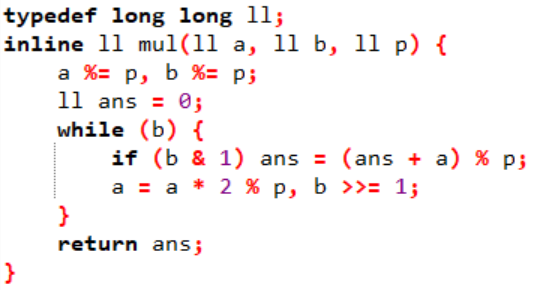 typedef long long ll;
inline ll mul(ll a, ll b, ll p) {
    a %= p, b %= p;
    ll ans = 0;
    while (b) {
        if (b & 1) ans = (ans + a) % p;
        a = a * 2 % p, b >>= 1;
    }
    return ans;
}